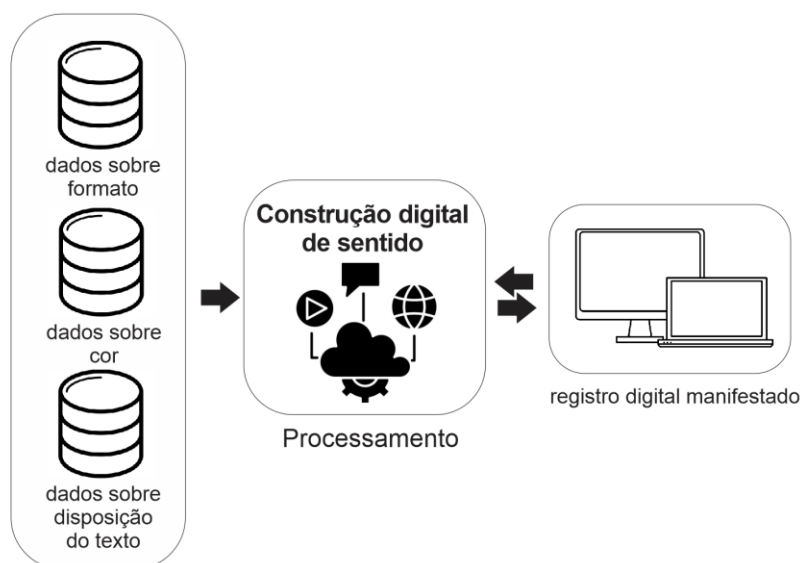 dados sobre
formato
dados sobre
cor
dados sobre
disposição
do texto
Construção digital
de sentido
Processamento
registro digital manifestado